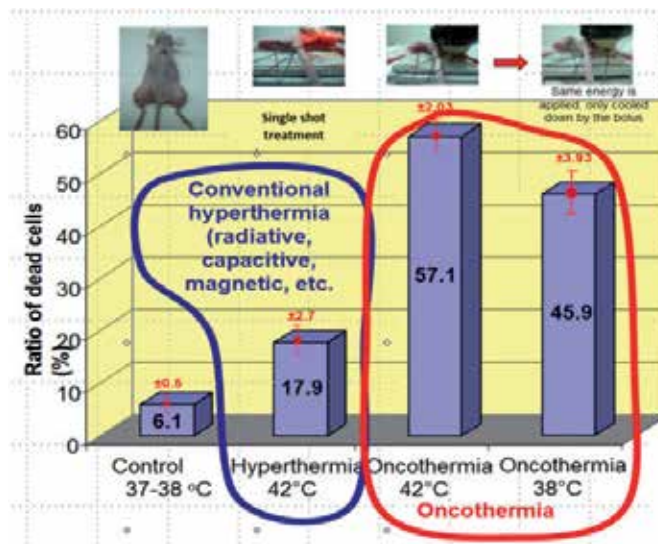 Same energy is
applied, only cooled
down by the bolus
Single shot
treatment
Ratio of dead cells
(%)
60
50
40
30
20
10
0
Conventional
hyperthermia
(radiative,
capacitive,
magnetic, etc.
±0.5
6.1
±2.7
17.9
±2.03
57.1
±3.93
45.9
Control
37-38 ºC
Hyperthermia
42°C
Oncothermia
42°C
Oncothermia
38°C
Oncothermia